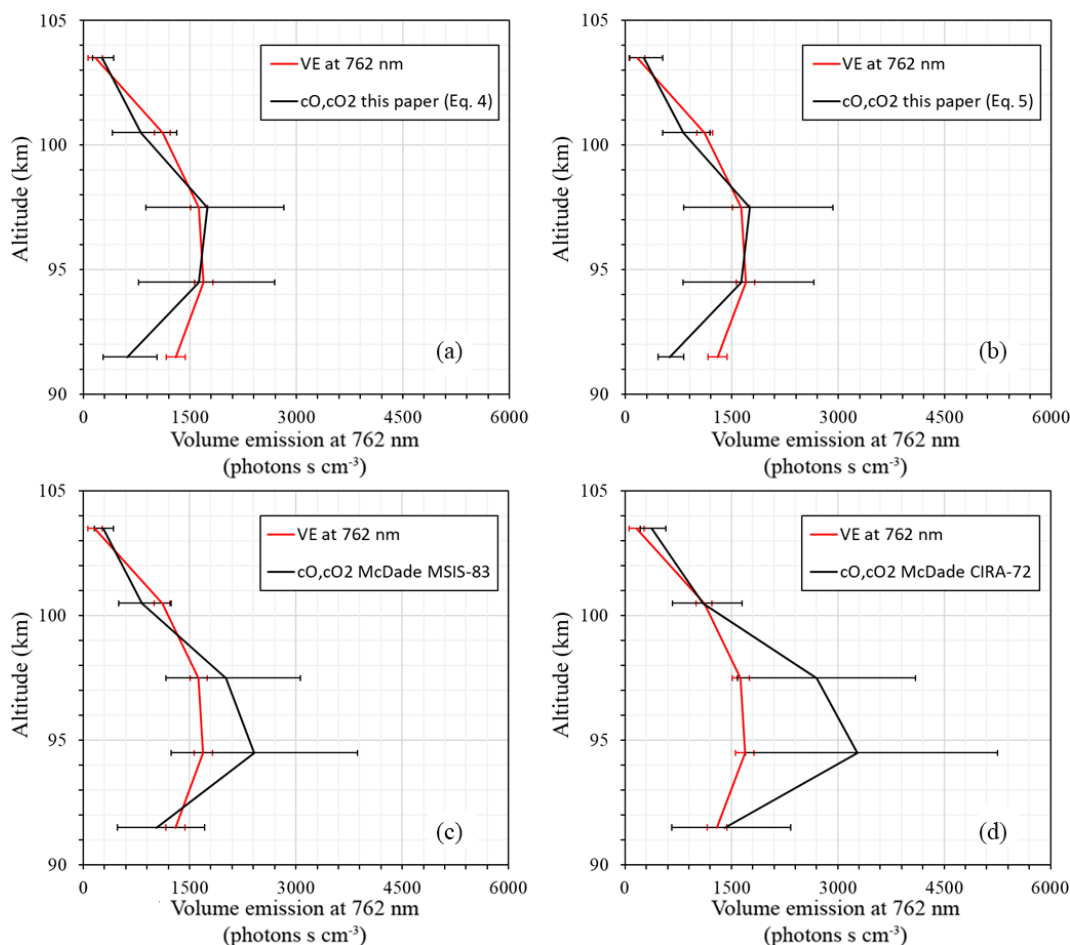 105
100
95
90
Altitude (km)
VE at 762 nm
cO,cO2 this paper (Eq. 4)
(a)
0 1500 3000 4500 6000
Volume emission at 762 nm
(photons s cm⁻³)
105
100
95
90
Altitude (km)
VE at 762 nm
cO,cO2 this paper (Eq. 5)
(b)
0 1500 3000 4500 6000
Volume emission at 762 nm
(photons s cm⁻³)
105
100
95
90
Altitude (km)
VE at 762 nm
cO,cO2 McDade MSIS-83
(c)
0 1500 3000 4500 6000
Volume emission at 762 nm
(photons s cm⁻³)
105
100
95
90
Altitude (km)
VE at 762 nm
cO,cO2 McDade CIRA-72
(d)
0 1500 3000 4500 6000
Volume emission at 762 nm
(photons s cm⁻³)